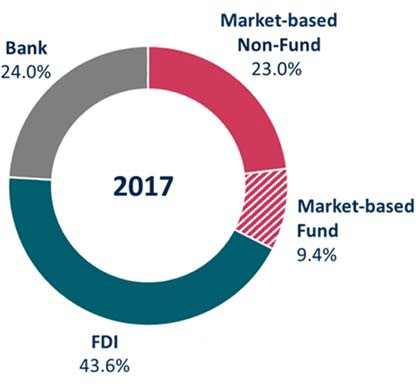 Market-based
Non-Fund
23.0%
Bank
24.0%
2017
Market-based
Fund
9.4%
FDI
43.6%